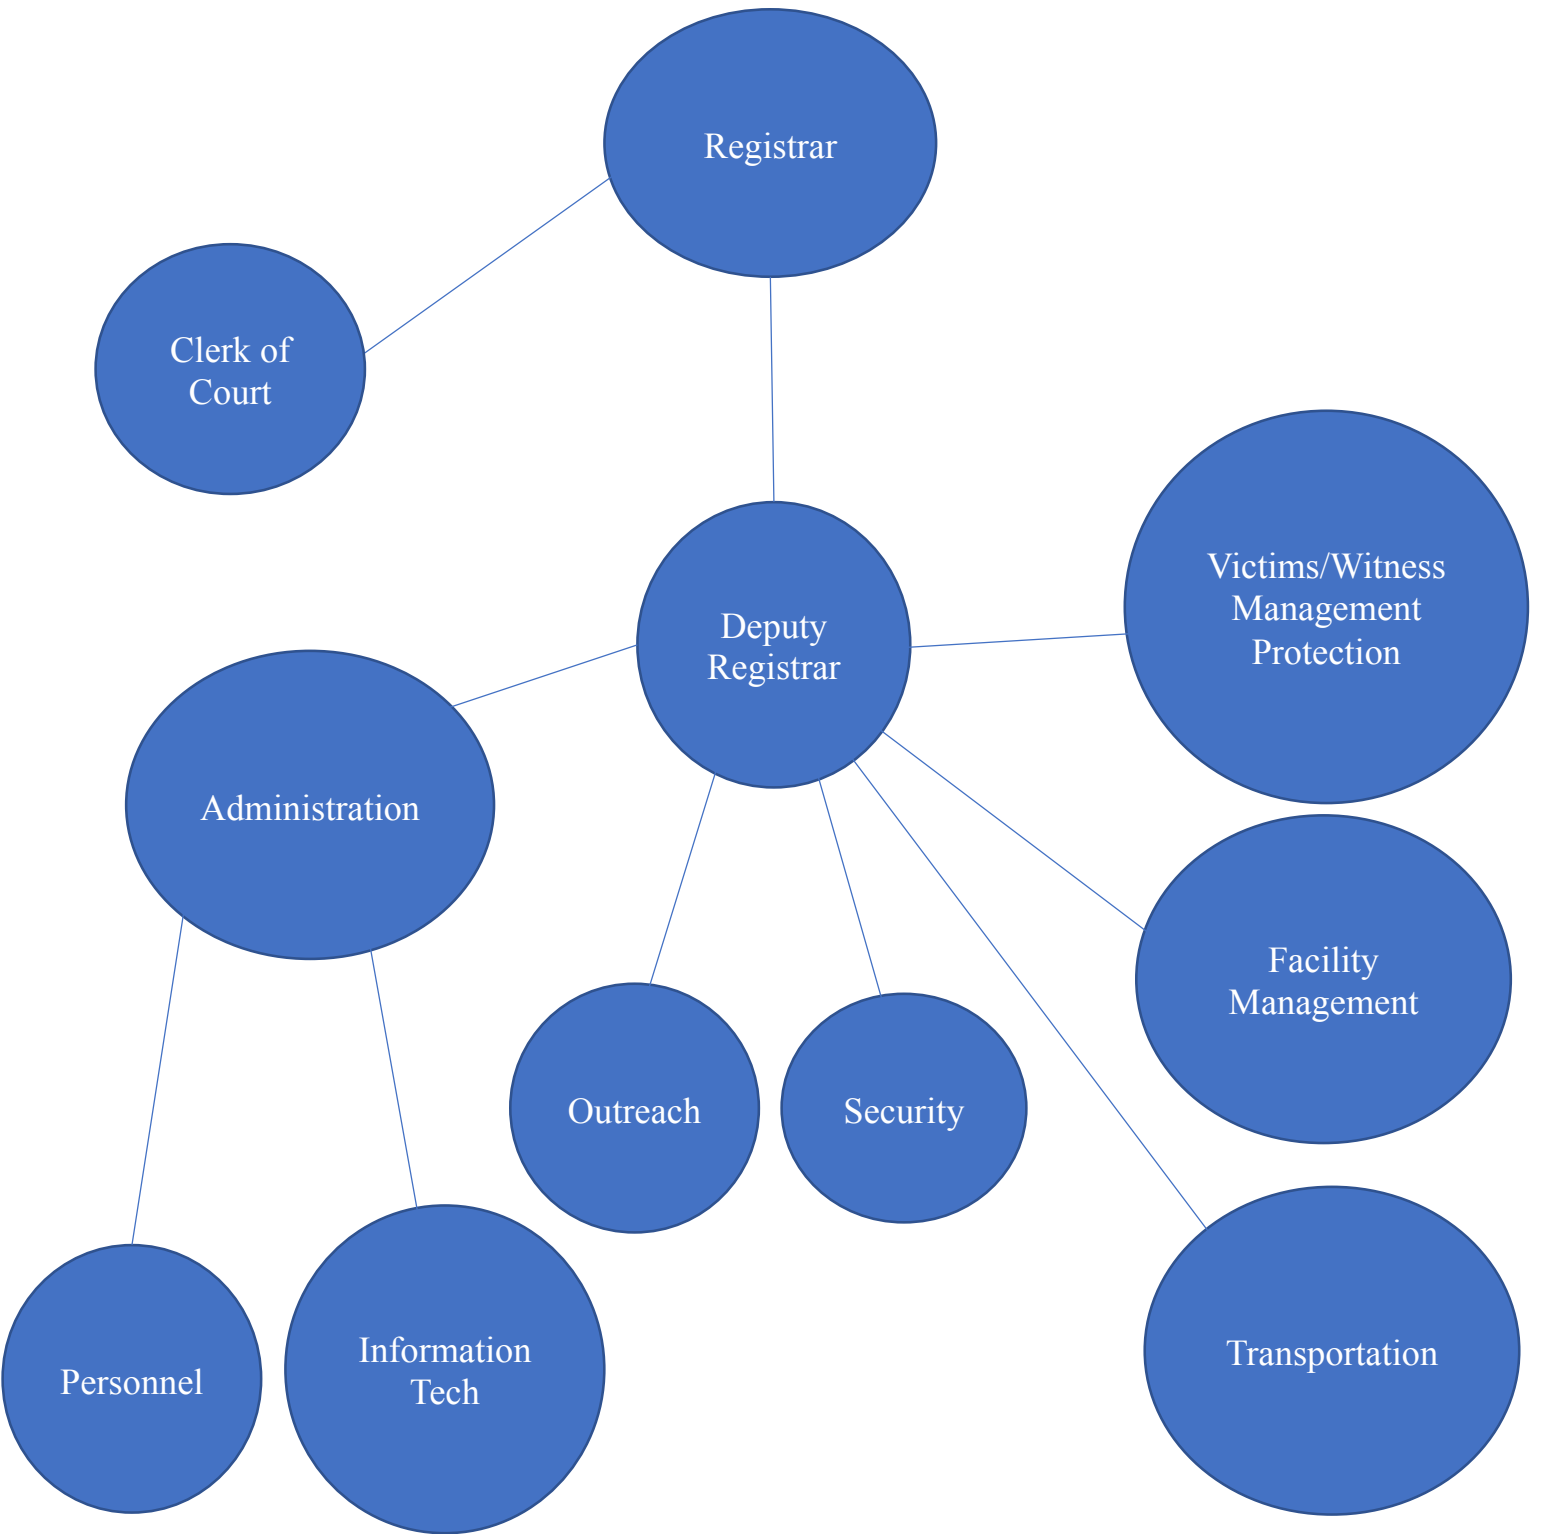 Registrar
Clerk of
Court
Deputy
Registrar
Victims/Witness
Management
Protection
Administration
Facility
Management
Outreach
Security
Personnel
Information
Tech
Transportation